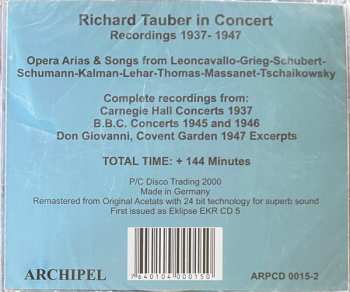 Richard Tauber in Concert
Recordings 1937- 1947
Opera Arias & Songs from Leoncavallo-Grieg-Schubert-
Schumann-Kalman-Lehar-Thomas-Massanet-Tschaikowsky
Complete recordings from:
Carnegie Hall Concerts 1937
B.B.C. Concerts 1945 and 1946
Don Giovanni, Covent Garden 1947 Excerpts
TOTAL TIME: + 144 Minutes
P/C Disco Trading 2000
Made in Germany
Remastered from Original Acetats with 24 bit technology for superb sound
First issued as Eklipse EKR CD 5
7 640104 000150
ARCHIPEL
ARPCD 0015-2